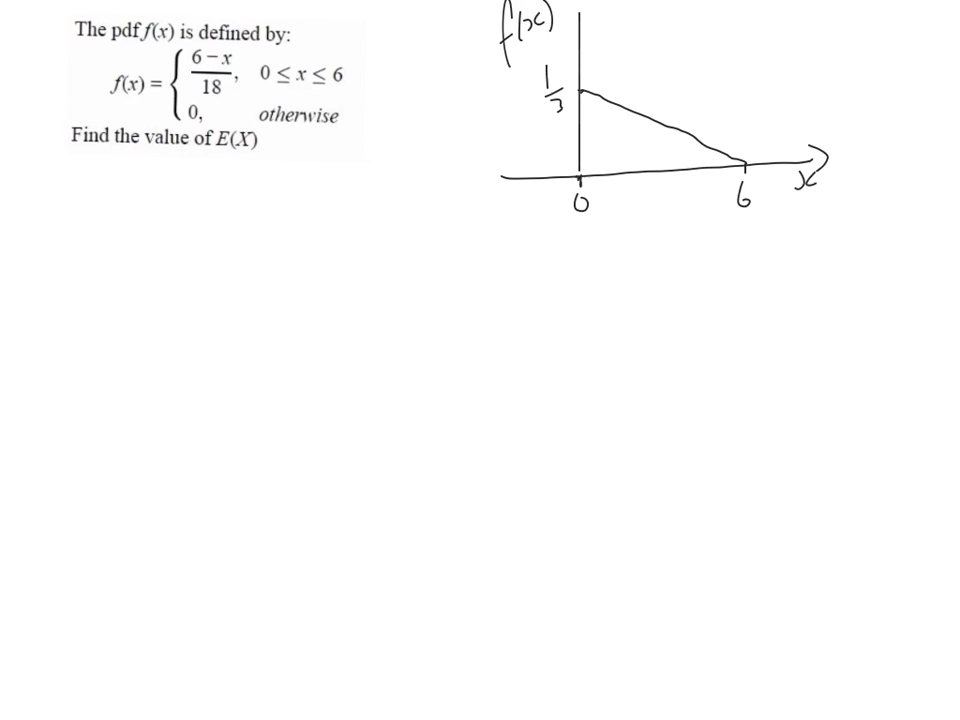 The pdf f(x) is defined by:
f(x) = { 6 − x / 18 , 0 ≤ x ≤ 6
0, otherwise
Find the value of E(X)
f(x)
1/3
0
6
x